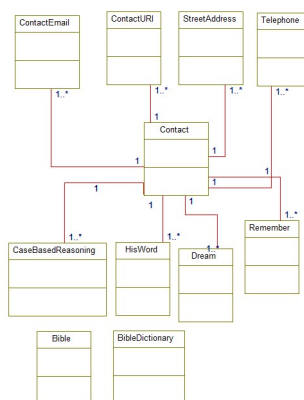 ContactEmail
ContactURI
StreetAddress
Telephone
1..*
1..*
1..*
1..*
1
Contact
1
1
1
1
1
1
1
1..*
1..*
1..*
1..*
CaseBasedReasoning
HisWord
Dream
Remember
Bible
BibleDictionary